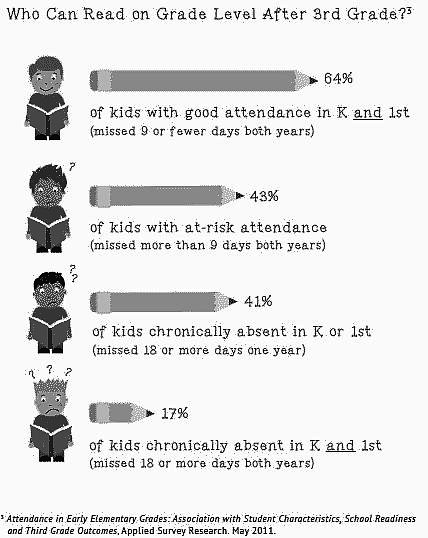 Who Can Read on Grade Level After 3rd Grade?³
64%
of kids with good attendance in K and 1st
(missed 9 or fewer days both years)
?
43%
of kids with at-risk attendance
(missed more than 9 days both years)
? ?
41%
of kids chronically absent in K or 1st
(missed 18 or more days one year)
? ? ?
17%
of kids chronically absent in K and 1st
(missed 18 or more days both years)
³ Attendance in Early Elementary Grades: Association with Student Characteristics, School Readiness
and Third Grade Outcomes, Applied Survey Research. May 2011.